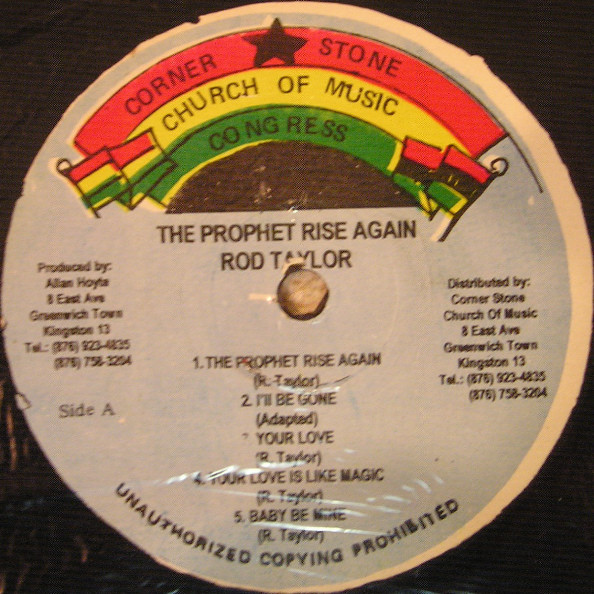 CORNER STONE
CHURCH OF MUSIC
CONGRESS
THE PROPHET RISE AGAIN
ROD TAYLOR
Produced by:
Allan Hoyte
8 East Ave
Greenwich Town
Kingston 13
Tel.: (876) 923-4835
(876) 758-3204
Distributed by:
Corner Stone
Church Of Music
8 East Ave
Greenwich Town
Kingston 13
Tel.: (876) 923-4835
(876) 758-3204
Side A
1. THE PROPHET RISE AGAIN
(R. Taylor)
2. I'll BE GONE
(Adapted)
YOUR LOVE
(R. Taylor)
4. YOUR LOVE IS LIKE MAGIC
(R. Taylor)
5. BABY BE MINE
(R. Taylor)
UNAUTHORIZED COPYING PROHIBITED